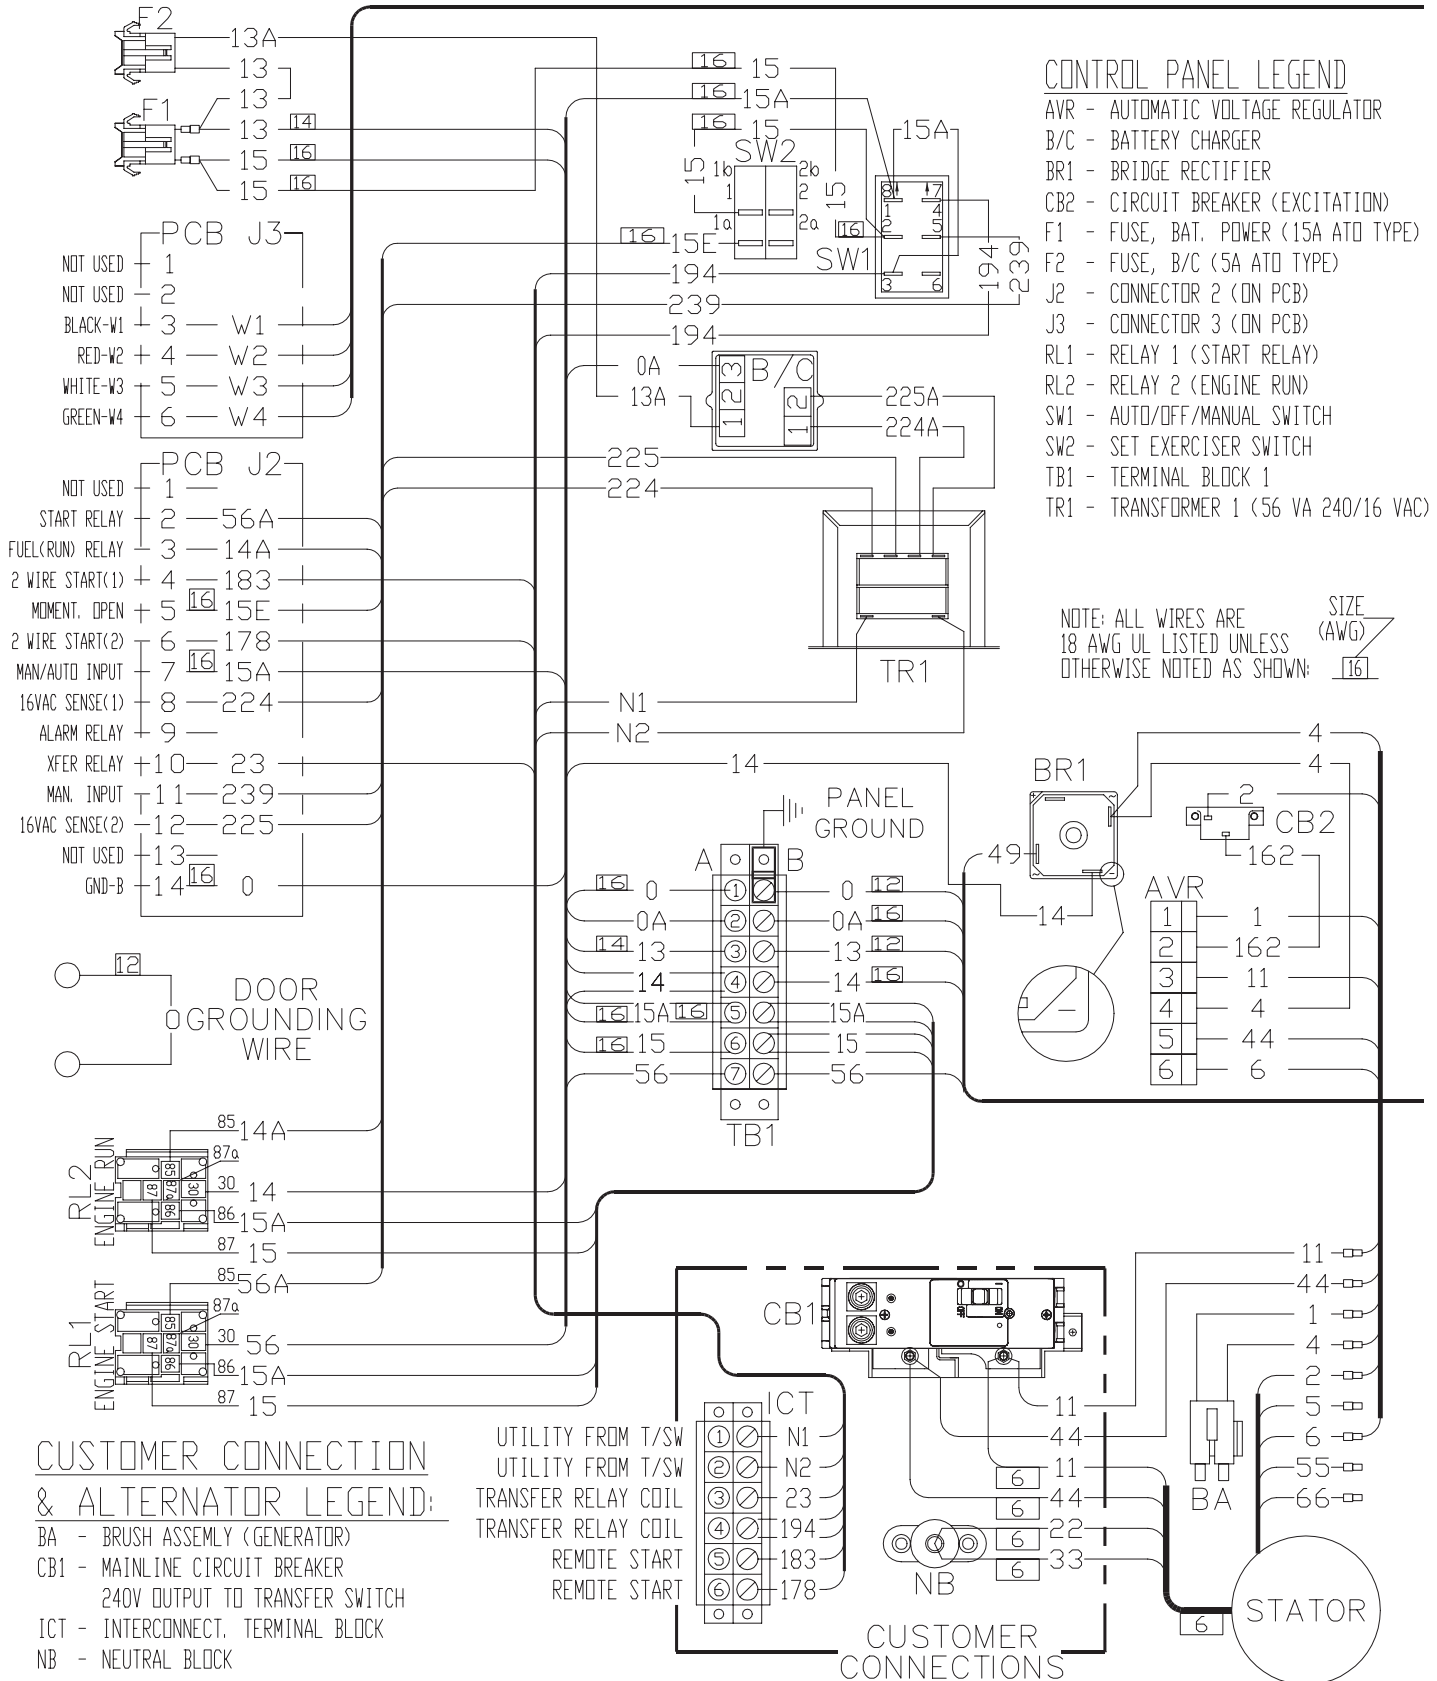 F2
13A
13
13
F1
13 14
15 16
15 16
16 15
16 15A
16 15
15A
SW2
1b 2b
1 2
1a 2a
15
15
16
16 15E
SW1
8 7
1 4
2 5
3 6
194
239
194
194
239
PCB J3
NOT USED 1
NOT USED 2
BLACK-W1 3 W1
RED-W2 4 W2
WHITE-W3 5 W3
GREEN-W4 6 W4
0A
13A
3
2
1
B/C
2
1
225A
224A
225
224
TR1
N1
N2
CONTROL PANEL LEGEND
AVR - AUTOMATIC VOLTAGE REGULATOR
B/C - BATTERY CHARGER
BR1 - BRIDGE RECTIFIER
CB2 - CIRCUIT BREAKER (EXCITATION)
F1 - FUSE, BAT. POWER (15A ATO TYPE)
F2 - FUSE, B/C (5A ATO TYPE)
J2 - CONNECTOR 2 (ON PCB)
J3 - CONNECTOR 3 (ON PCB)
RL1 - RELAY 1 (START RELAY)
RL2 - RELAY 2 (ENGINE RUN)
SW1 - AUTO/OFF/MANUAL SWITCH
SW2 - SET EXERCISER SWITCH
TB1 - TERMINAL BLOCK 1
TR1 - TRANSFORMER 1 (56 VA 240/16 VAC)
NOTE: ALL WIRES ARE
18 AWG UL LISTED UNLESS
OTHERWISE NOTED AS SHOWN:
SIZE
(AWG)
16
PCB J2
NOT USED 1
START RELAY 2 56A
FUEL(RUN) RELAY 3 14A
2 WIRE START(1) 4 183
MOMENT. OPEN 5 16 15E
2 WIRE START(2) 6 178
MAN/AUTO INPUT 7 16 15A
16VAC SENSE(1) 8 224
ALARM RELAY 9
XFER RELAY 10 23
MAN. INPUT 11 239
16VAC SENSE(2) 12 225
NOT USED 13
GND-B 14 16 0
14
PANEL
GROUND
A B
16 0 1 0 12
0A 2 0A 16
14 13 3 13 12
14 4 14 16
16 15A 16 5 15A
16 15 6 15
56 7 56
TB1
BR1
+ ~
~ -
49
14
-
4
4
2
CB2
162
AVR
1 1
2 162
3 11
4 4
5 44
6 6
12
DOOR
0 GROUNDING
WIRE
RL2
ENGINE RUN
85 14A
87a
30 14
86 15A
87 15
85
87 87a 30
86
RL1
ENGINE START
85 56A
87a
30 56
86 15A
87 15
85
87 87a 30
86
CB1
OFF
ON
11
44
1
4
2
5
6
55
66
11
44
11
44
22
33
6
6
6
6
6
BA
NB
STATOR
ICT
UTILITY FROM T/SW 1 N1
UTILITY FROM T/SW 2 N2
TRANSFER RELAY COIL 3 23
TRANSFER RELAY COIL 4 194
REMOTE START 5 183
REMOTE START 6 178
CUSTOMER
CONNECTIONS
CUSTOMER CONNECTION
& ALTERNATOR LEGEND:
BA - BRUSH ASSEMLY (GENERATOR)
CB1 - MAINLINE CIRCUIT BREAKER
240V OUTPUT TO TRANSFER SWITCH
ICT - INTERCONNECT. TERMINAL BLOCK
NB - NEUTRAL BLOCK